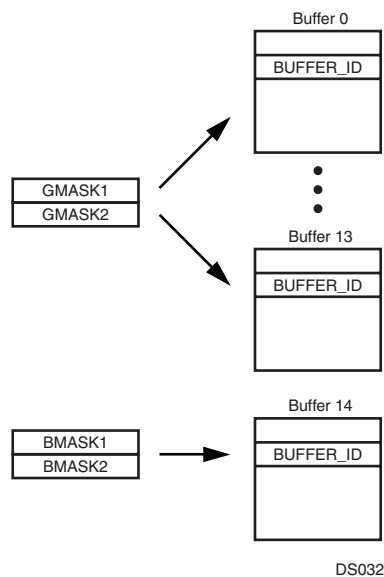 Buffer 0
BUFFER_ID
GMASK1
GMASK2
Buffer 13
BUFFER_ID
Buffer 14
BMASK1
BMASK2
BUFFER_ID
DS032